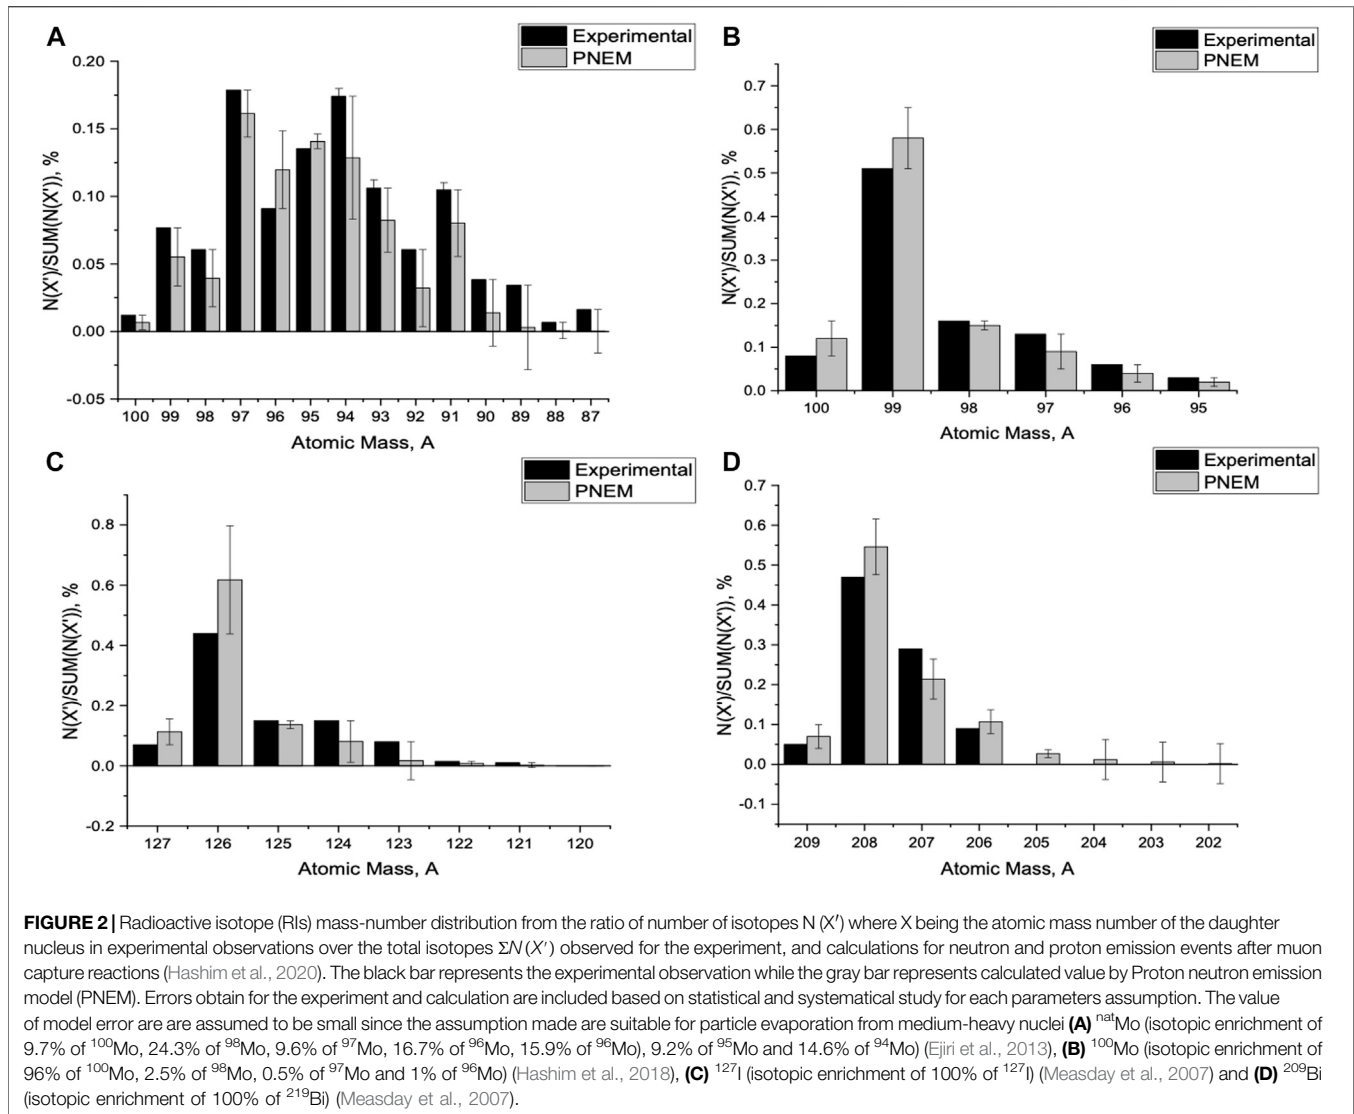 A
Experimental
PNEM
N(X')/SUM(N(X')), %
0.20
0.15
0.10
0.05
0.00
-0.05
100 99 98 97 96 95 94 93 92 91 90 89 88 87
Atomic Mass, A
B
Experimental
PNEM
N(X')/SUM(N(X')), %
0.7
0.6
0.5
0.4
0.3
0.2
0.1
0.0
100 99 98 97 96 95
Atomic Mass, A
C
Experimental
PNEM
N(X')/SUM(N(X')), %
0.8
0.6
0.4
0.2
0.0
-0.2
127 126 125 124 123 122 121 120
Atomic Mass, A
D
Experimental
PNEM
N(X')/SUM(N(X')), %
0.7
0.6
0.5
0.4
0.3
0.2
0.1
0.0
-0.1
209 208 207 206 205 204 203 202
Atomic Mass, A
FIGURE 2 | Radioactive isotope (RIs) mass-number distribution from the ratio of number of isotopes N (X′) where X being the atomic mass number of the daughter
nucleus in experimental observations over the total isotopes ΣN(X′) observed for the experiment, and calculations for neutron and proton emission events after muon
capture reactions (Hashim et al., 2020). The black bar represents the experimental observation while the gray bar represents calculated value by Proton neutron emission
model (PNEM). Errors obtain for the experiment and calculation are included based on statistical and systematical study for each parameters assumption. The value
of model error are are assumed to be small since the assumption made are suitable for particle evaporation from medium-heavy nuclei (A) ⁿᵃᵗMo (isotopic enrichment of
9.7% of ¹⁰⁰Mo, 24.3% of ⁹⁸Mo, 9.6% of ⁹⁷Mo, 16.7% of ⁹⁶Mo, 15.9% of ⁹⁶Mo), 9.2% of ⁹⁵Mo and 14.6% of ⁹⁴Mo) (Ejiri et al., 2013), (B) ¹⁰⁰Mo (isotopic enrichment of
96% of ¹⁰⁰Mo, 2.5% of ⁹⁸Mo, 0.5% of ⁹⁷Mo and 1% of ⁹⁶Mo) (Hashim et al., 2018), (C) ¹²⁷I (isotopic enrichment of 100% of ¹²⁷I) (Measday et al., 2007) and (D) ²⁰⁹Bi
(isotopic enrichment of 100% of ²¹⁹Bi) (Measday et al., 2007).